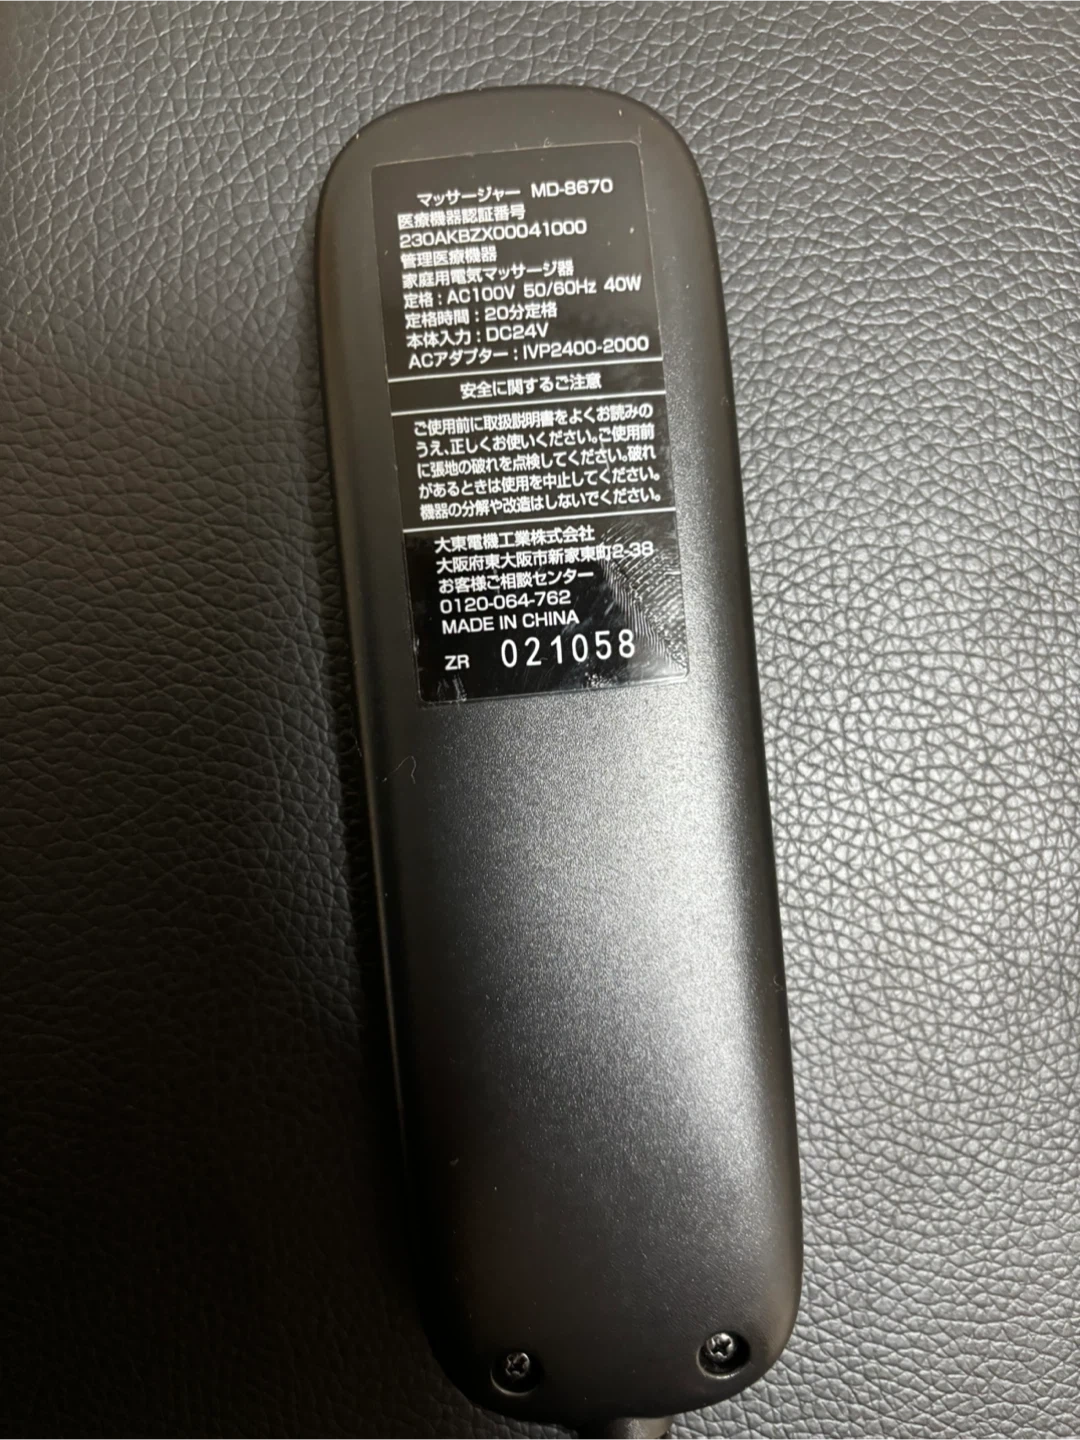 マッサージャー MD-8670
医療機器認証番号
230AKBZX00041000
管理医療機器
家庭用電気マッサージ器
定格：AC100V 50/60Hz 40W
定格時間：20分定格
本体入力：DC24V
ACアダプター：IVP2400-2000
安全に関するご注意
ご使用前に取扱説明書をよくお読みの
うえ、正しくお使いください。ご使用前
に張地の破れを点検してください。破れ
があるときは使用を中止してください。
機器の分解や改造はしないでください。
大東電機工業株式会社
大阪府東大阪市新家東町2-38
お客様ご相談センター
0120-064-762
MADE IN CHINA
ZR 021058